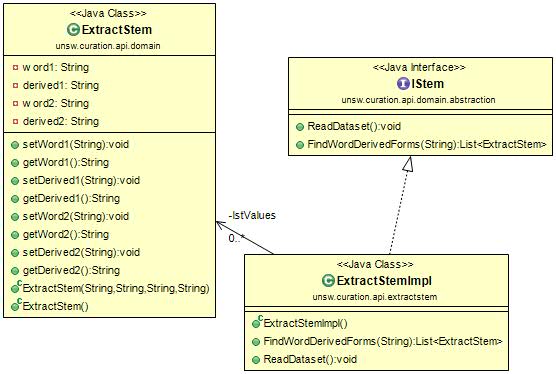 <<Java Class>>
ExtractStem
unsw.curation.api.domain
word1: String
derived1: String
word2: String
derived2: String
setWord1(String):void
getWord1():String
setDerived1(String):void
getDerived1():String
setWord2(String):void
getWord2():String
setDerived2(String):void
getDerived2():String
ExtractStem(String,String,String,String)
ExtractStem()
<<Java Interface>>
IStem
unsw.curation.api.domain.abstraction
ReadDataset():void
FindWordDerivedForms(String):List<ExtractStem>
-lstValues
0..*
<<Java Class>>
ExtractStemImpl
unsw.curation.api.extractstem
ExtractStemImpl()
FindWordDerivedForms(String):List<ExtractStem>
ReadDataset():void